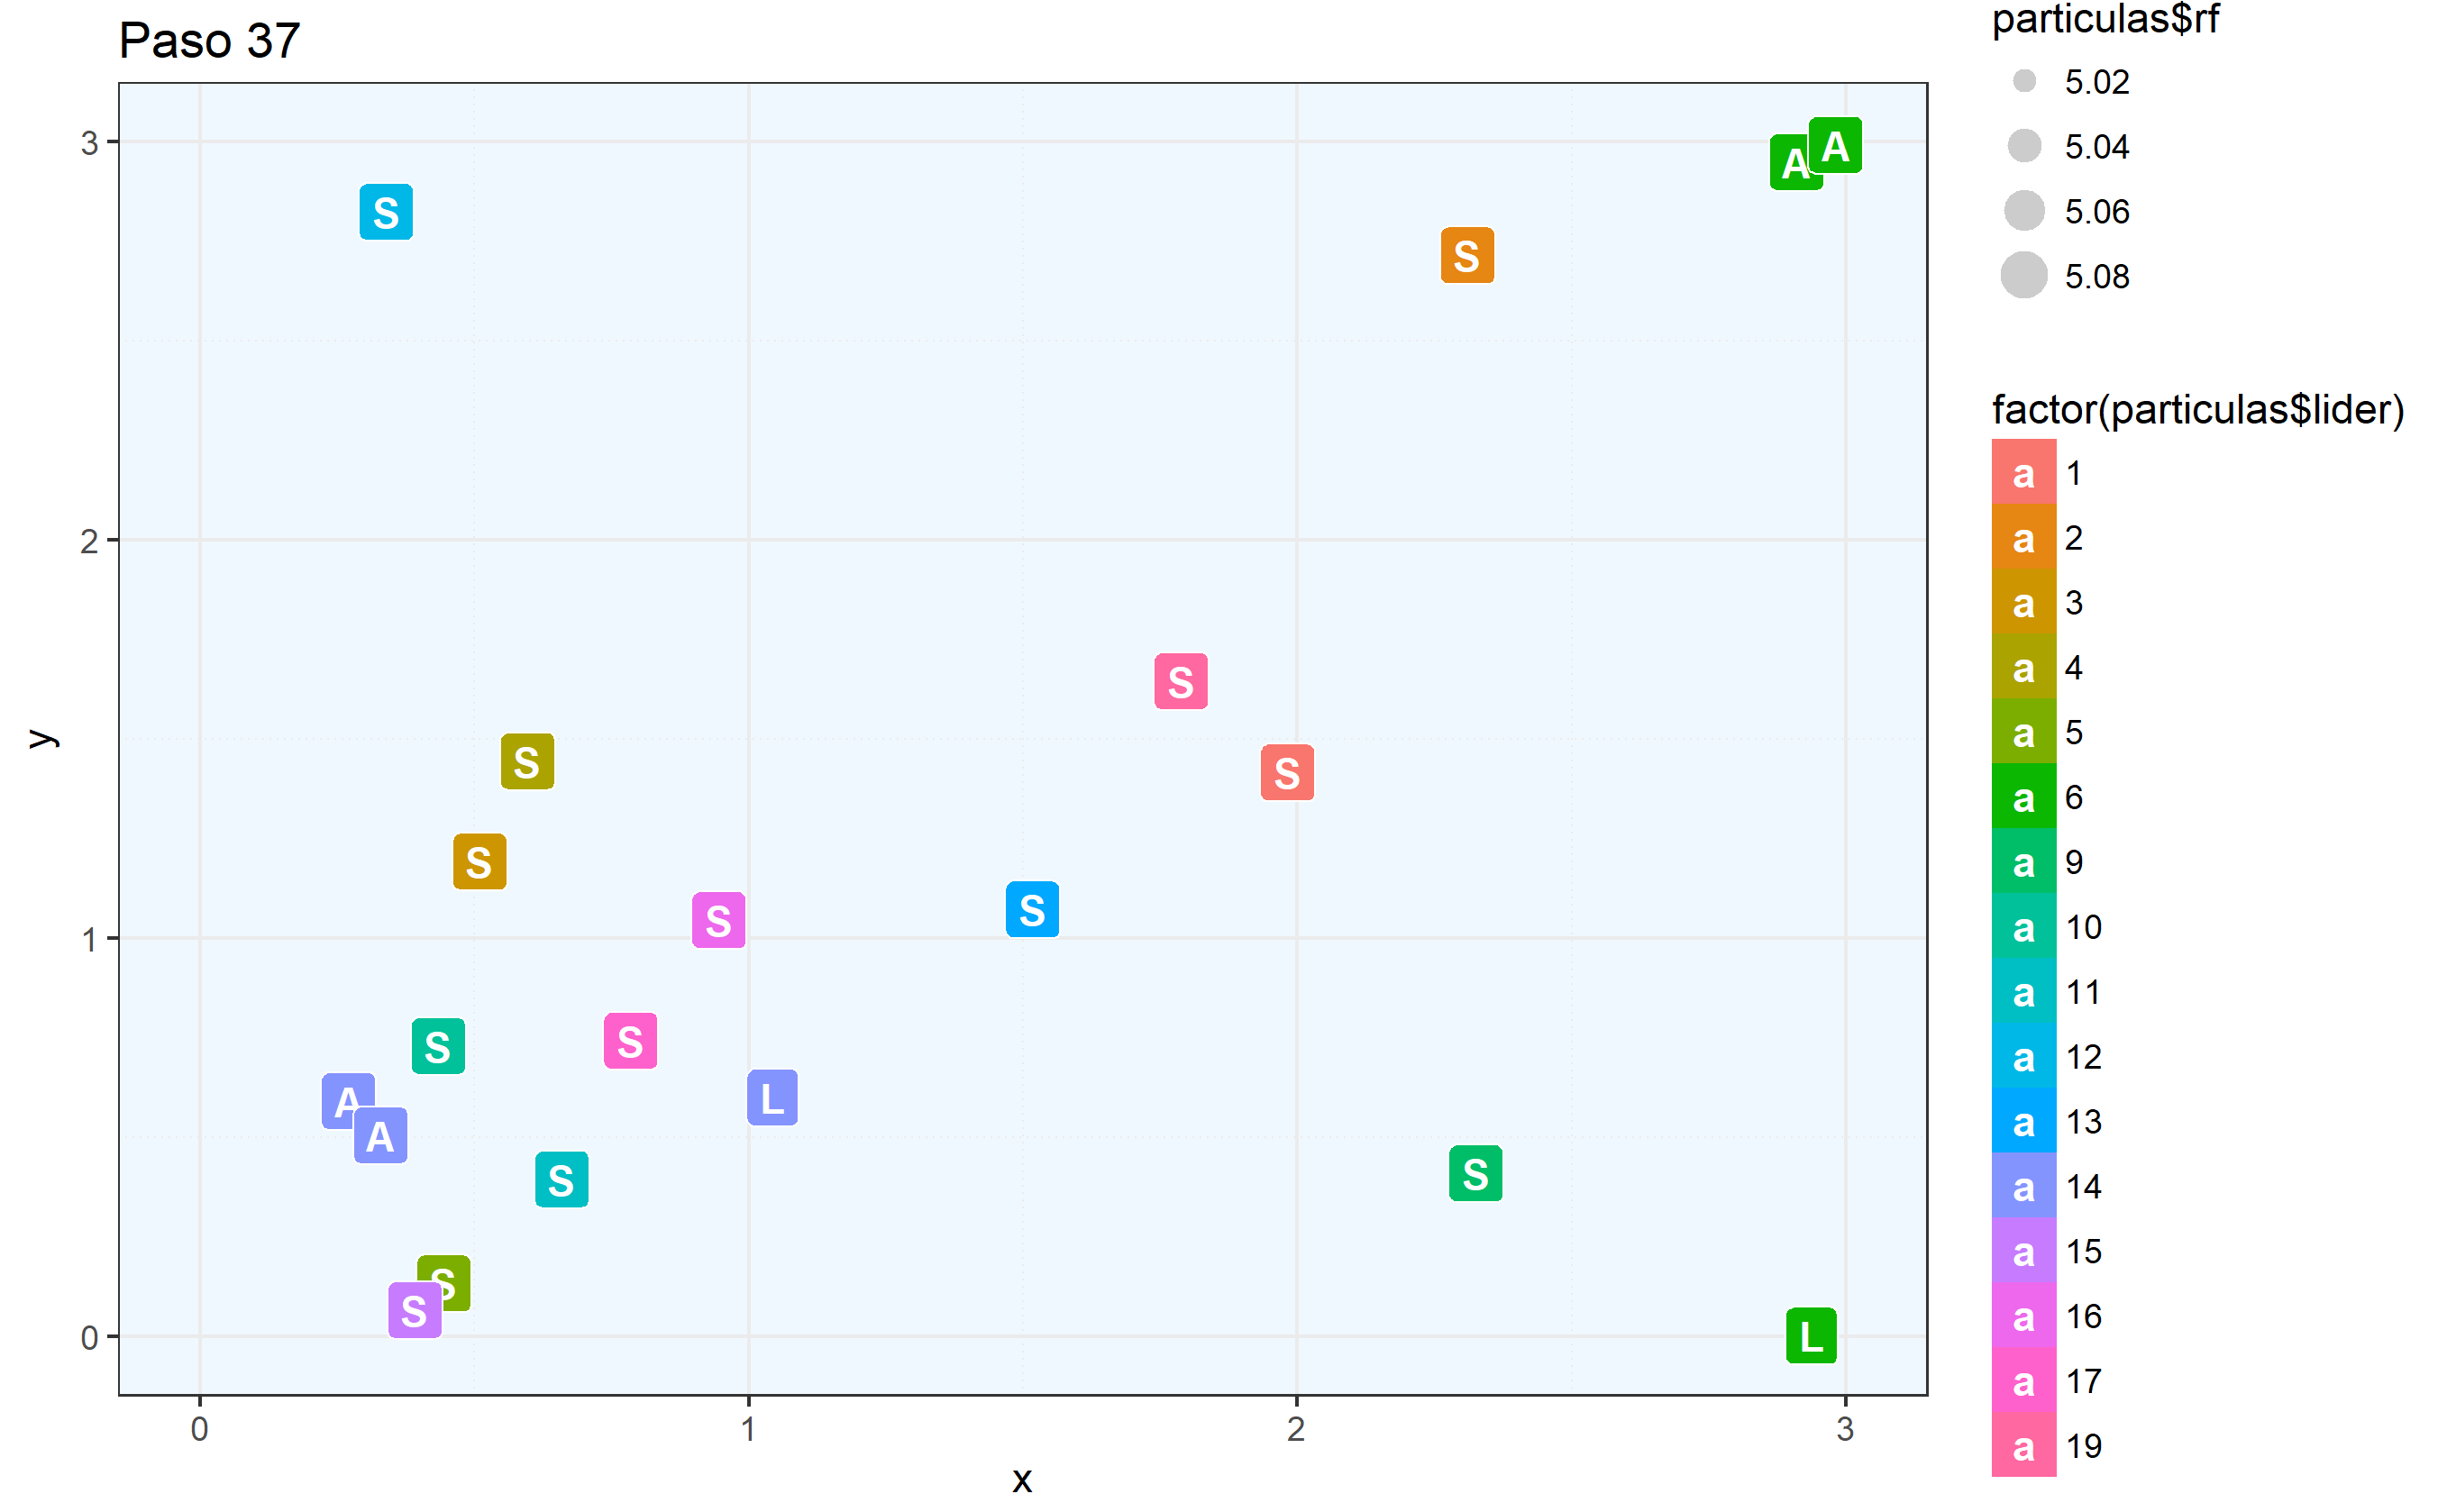 Paso 37
particulas$rf
5.02
5.04
5.06
5.08
factor(particulas$lider)
a 1
a 2
a 3
a 4
a 5
a 6
a 9
a 10
a 11
a 12
a 13
a 14
a 15
a 16
a 17
a 19
3
2
1
0
y
A
A
S
S
S
S
S
S
S
S
S
S
A
L
A
S
S
S
S
L
0 1 2 3
x